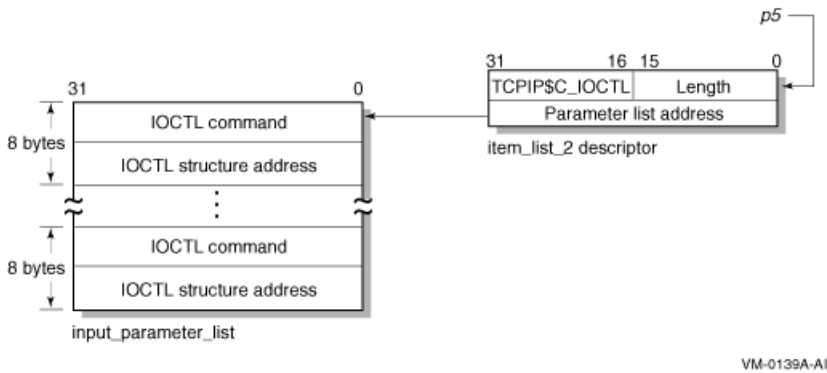 p5
31 16 15 0
TCPIP$C_IOCTL Length
Parameter list address
item_list_2 descriptor
31 0
8 bytes
IOCTL command
IOCTL structure address
8 bytes
IOCTL command
IOCTL structure address
input_parameter_list
VM-0139A-AI